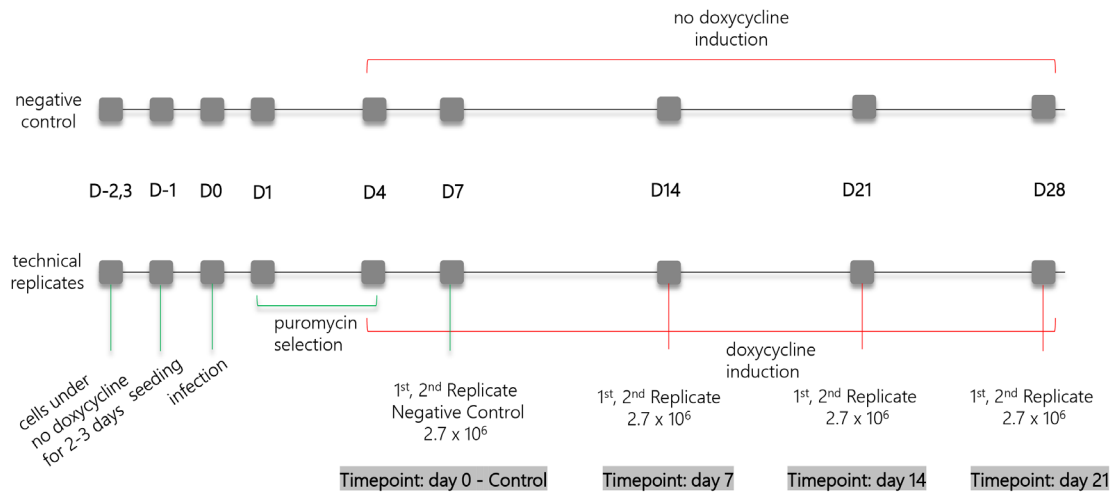 no doxycycline
induction
negative
control
D-2,3
D-1
D0
D1
D4
D7
D14
D21
D28
technical
replicates
puromycin
selection
doxycycline
induction
cells under
no doxycycline
for 2-3 days
seeding
infection
1st, 2nd Replicate
Negative Control
2.7 x 10⁶
1st, 2nd Replicate
2.7 x 10⁶
1st, 2nd Replicate
2.7 x 10⁶
1st, 2nd Replicate
2.7 x 10⁶
Timepoint: day 0 - Control
Timepoint: day 7
Timepoint: day 14
Timepoint: day 21